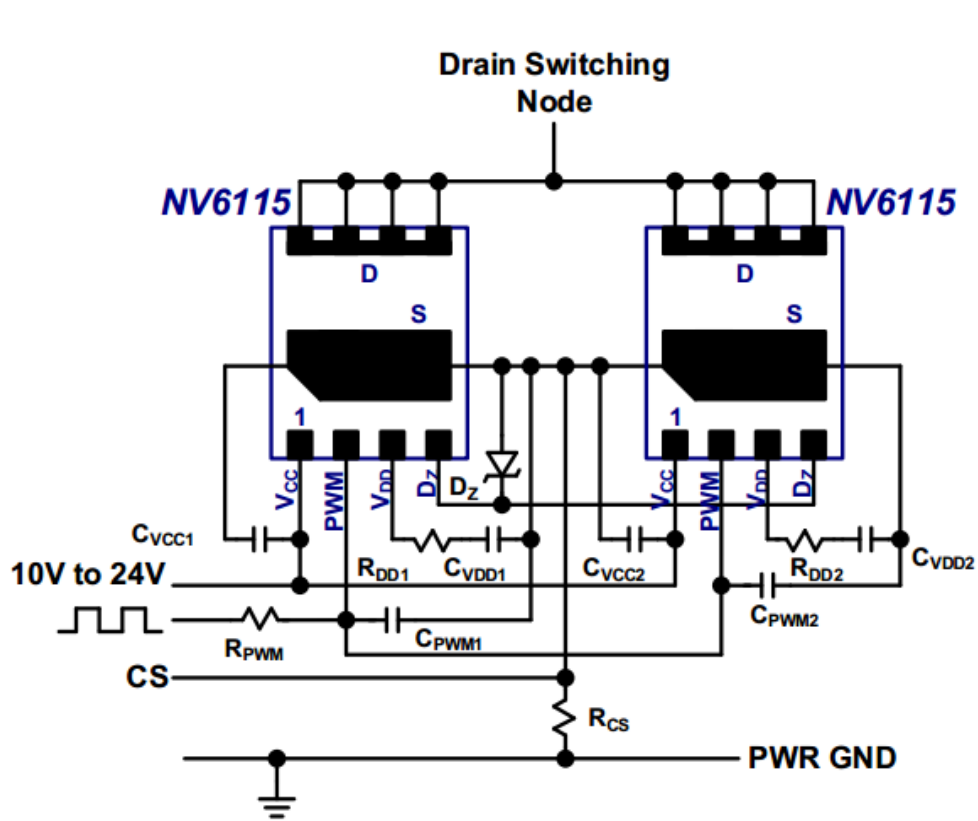 Drain Switching
Node
NV6115
NV6115
D
D
S
S
1
1
VCC
PWM
VDD
DZ
DZ
VCC
PWM
VDD
DZ
CVCC1
10V to 24V
RDD1
CVDD1
CVCC2
RDD2
CVDD2
CPWM2
RPWM
CPWM1
CS
RCS
PWR GND